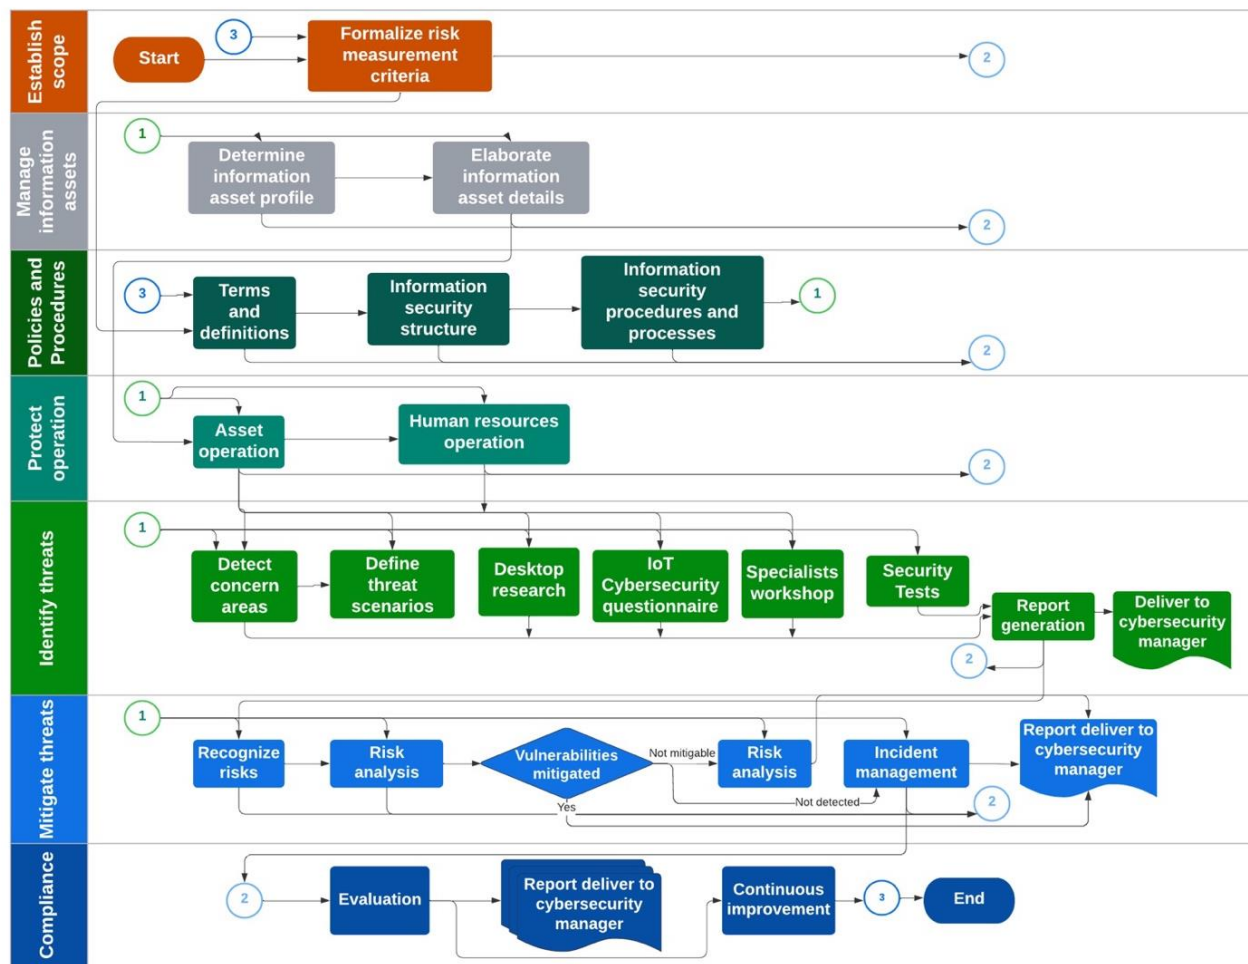 Establish
scope
Start
3
Formalize risk
measurement
criteria
2
Manage
information
assets
1
Determine
information
asset profile
Elaborate
information
asset details
2
Policies and
Procedures
3
Terms
and
definitions
Information
security
structure
Information
security
procedures and
processes
1
2
Protect
operation
1
Asset
operation
Human resources
operation
2
Identify threats
1
Detect
concern
areas
Define
threat
scenarios
Desktop
research
IoT
Cybersecurity
questionnaire
Specialists
workshop
Security
Tests
Report
generation
Deliver to
cybersecurity
manager
2
Mitigate threats
1
Recognize
risks
Risk
analysis
Vulnerabilities
mitigated
Not mitigable
Risk
analysis
Incident
management
Report deliver to
cybersecurity
manager
Not detected
Yes
2
Compliance
2
Evaluation
Report deliver to
cybersecurity
manager
Continuous
improvement
3
End